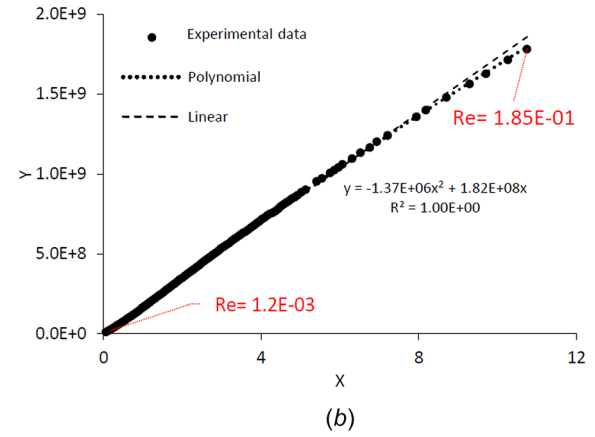 2.0E+9
Experimental data
Polynomial
Linear
1.5E+9
Re= 1.85E-01
Y
1.0E+9
y = -1.37E+06x² + 1.82E+08x
R² = 1.00E+00
5.0E+8
Re= 1.2E-03
0.0E+0
0 4 8 12
X
(b)